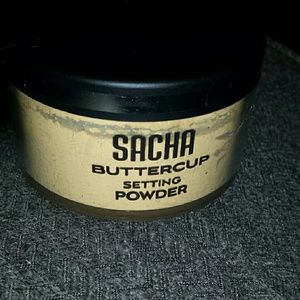 SACHA
BUTTERCUP
SETTING
POWDER